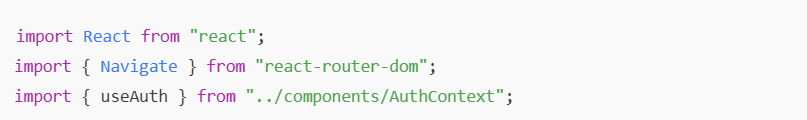 import React from "react";
import { Navigate } from "react-router-dom";
import { useAuth } from "../components/AuthContext";